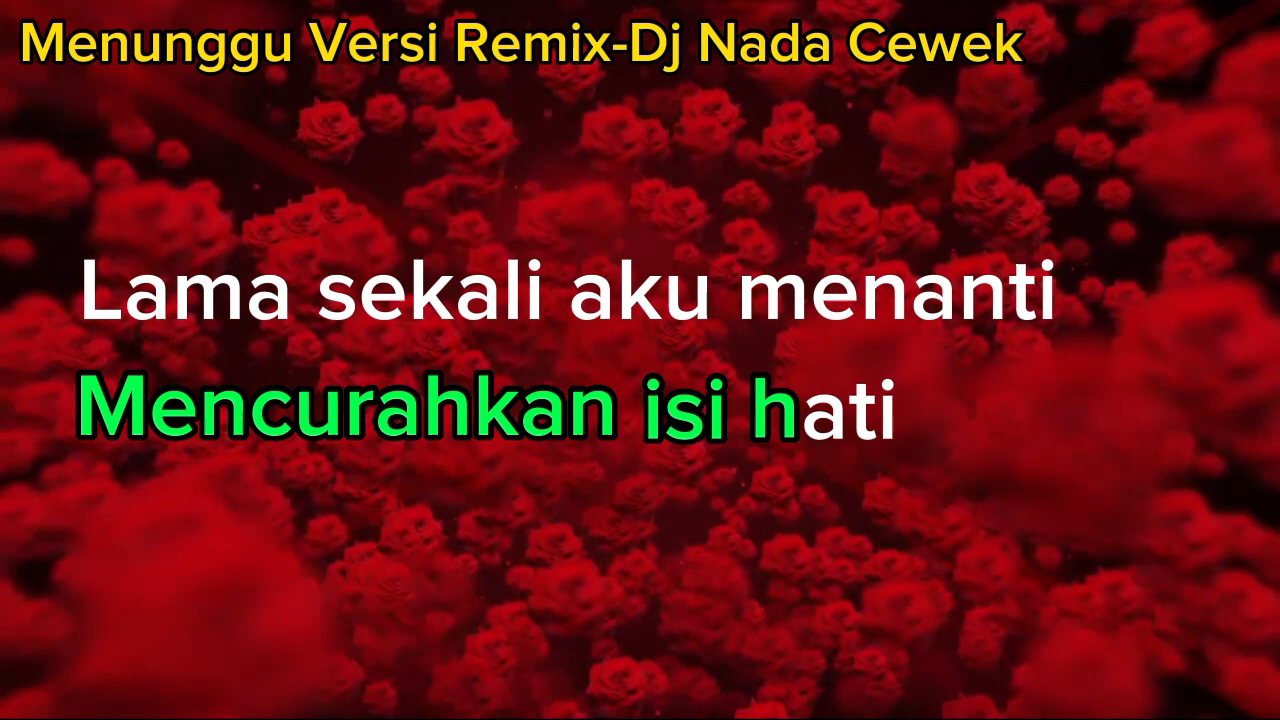 Menunggu Versi Remix-Dj Nada Cewek
Lama sekali aku menanti
Mencurahkan isi hati